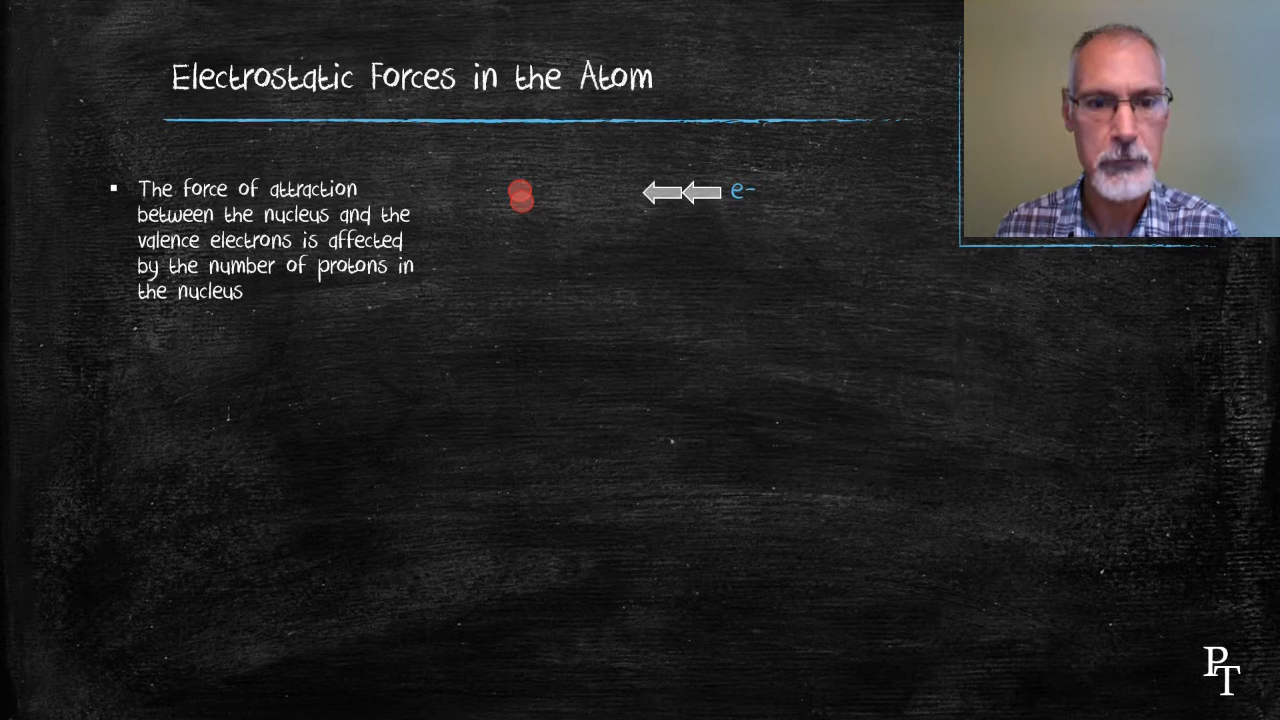 Electrostatic Forces in the Atom
▪ The force of attraction
between the nucleus and the
valence electrons is affected
by the number of protons in
the nucleus
e-
PT